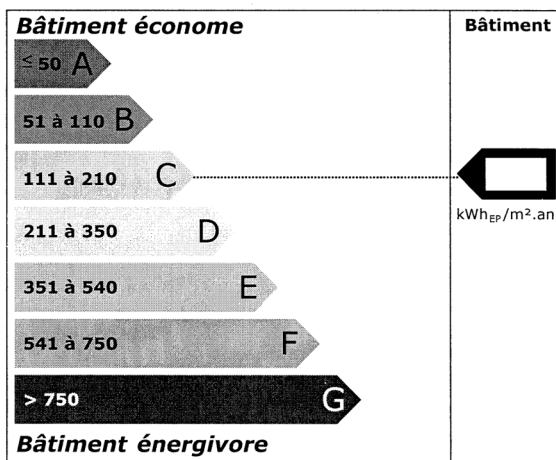 Bâtiment économe
Bâtiment
≤ 50 A
51 à 110 B
111 à 210 C
kWhEP/m².an
211 à 350 D
351 à 540 E
541 à 750 F
> 750 G
Bâtiment énergivore